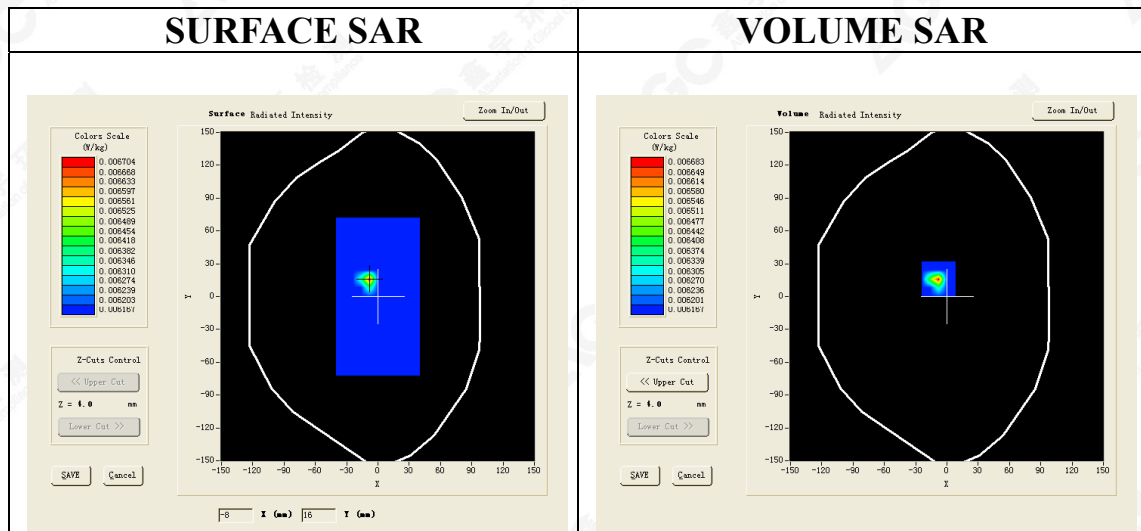 SURFACE SAR
VOLUME SAR
Surface Radiated Intensity
Zoom In/Out
Colors Scale
(W/kg)
0.006704
0.006668
0.006633
0.006597
0.006561
0.006525
0.006489
0.006454
0.006418
0.006382
0.006346
0.006310
0.006274
0.006239
0.006203
0.006167
150
120
90
60
30
0
-30
-60
-90
-120
-150
Y
-150 -120 -90 -60 -30 0 30 60 90 120 150
X
Z-Cuts Control
<< Upper Cut
Z = 4.0 mm
Lower Cut >>
SAVE Cancel
-8 X (mm) 16 Y (mm)
Volume Radiated Intensity
Zoom In/Out
Colors Scale
(W/kg)
0.006683
0.006649
0.006614
0.006580
0.006546
0.006511
0.006477
0.006442
0.006408
0.006374
0.006339
0.006305
0.006270
0.006236
0.006201
0.006167
150
120
90
60
30
0
-30
-60
-90
-120
-150
Y
-150 -120 -90 -60 -30 0 30 60 90 120 150
X
Z-Cuts Control
<< Upper Cut
Z = 4.0 mm
Lower Cut >>
SAVE Cancel